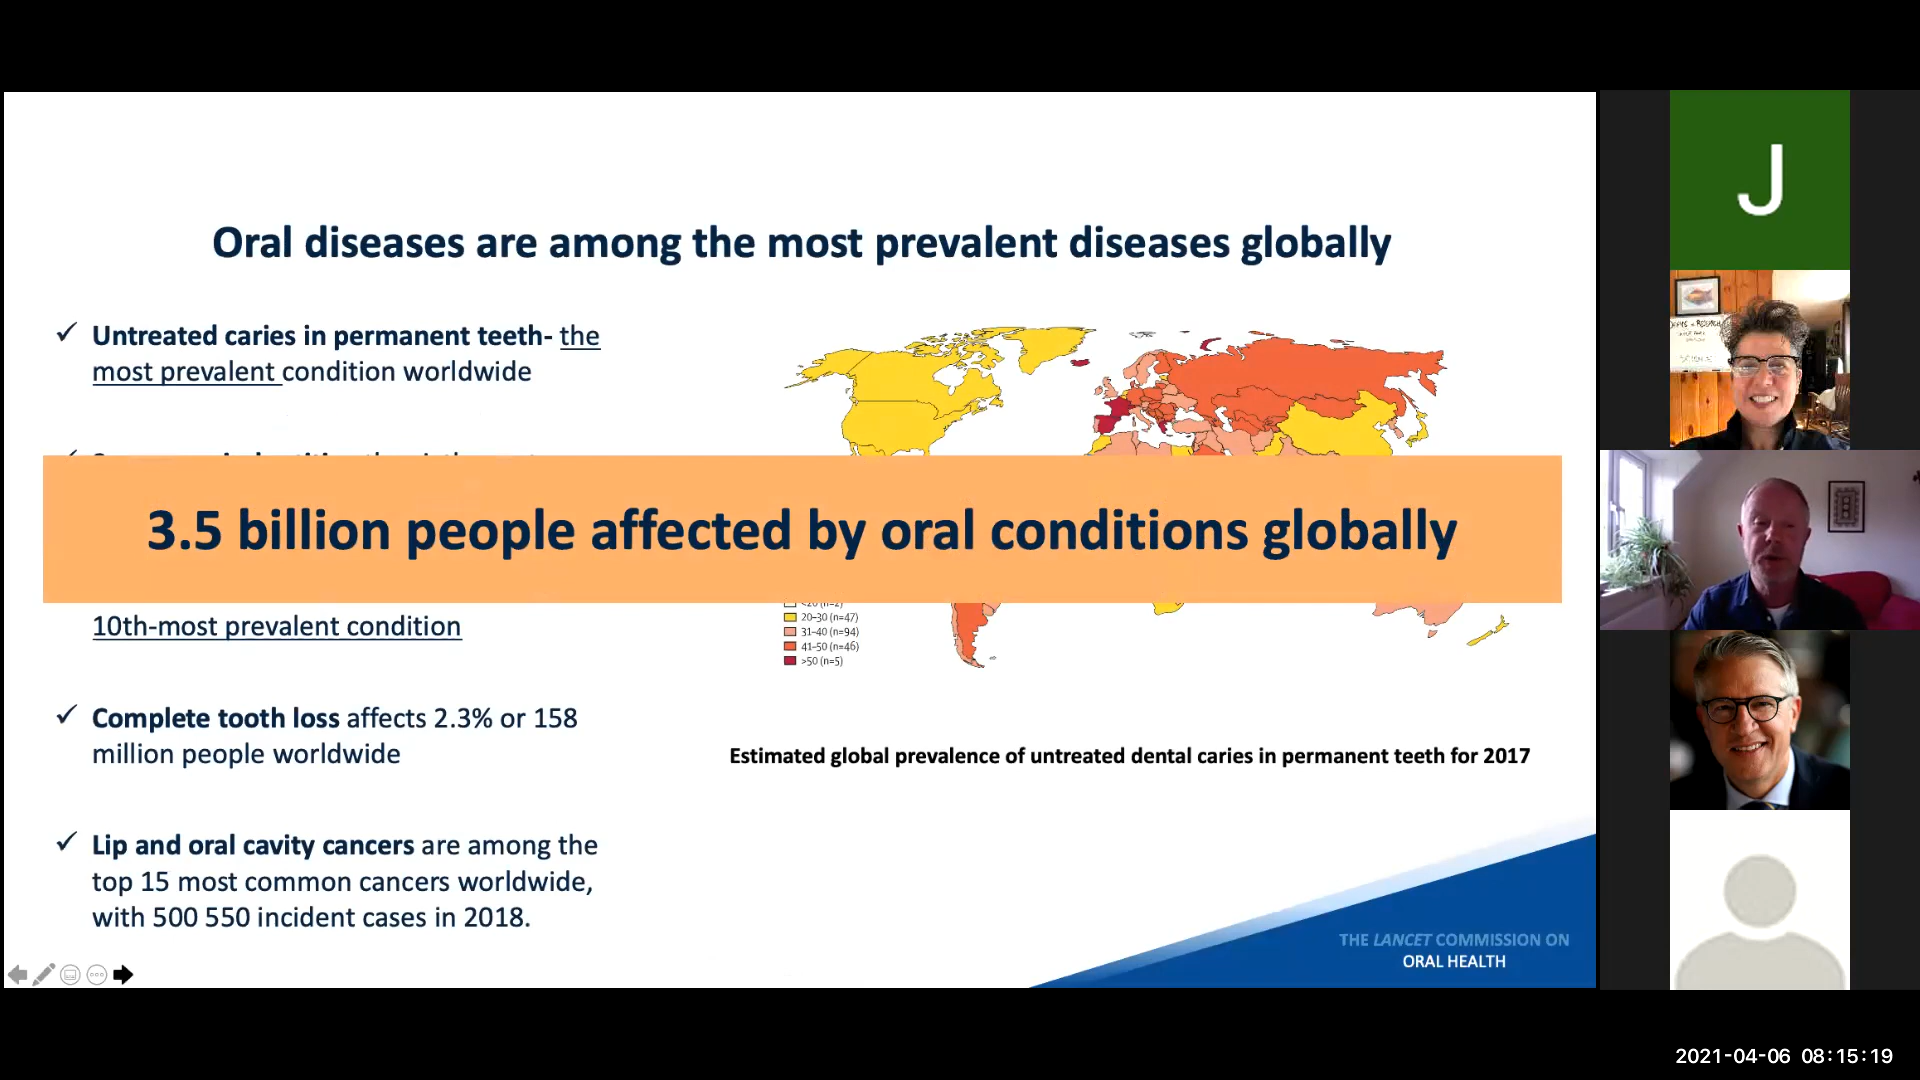 Oral diseases are among the most prevalent diseases globally
Untreated caries in permanent teeth- the
most prevalent condition worldwide
3.5 billion people affected by oral conditions globally
10th-most prevalent condition
Complete tooth loss affects 2.3% or 158
million people worldwide
Lip and oral cavity cancers are among the
top 15 most common cancers worldwide,
with 500 550 incident cases in 2018.
20-30 (n=47)
31-40 (n=94)
41-50 (n=46)
>50 (n=5)
Estimated global prevalence of untreated dental caries in permanent teeth for 2017
THE LANCET COMMISSION ON
ORAL HEALTH
J
2021-04-06 08:15:19